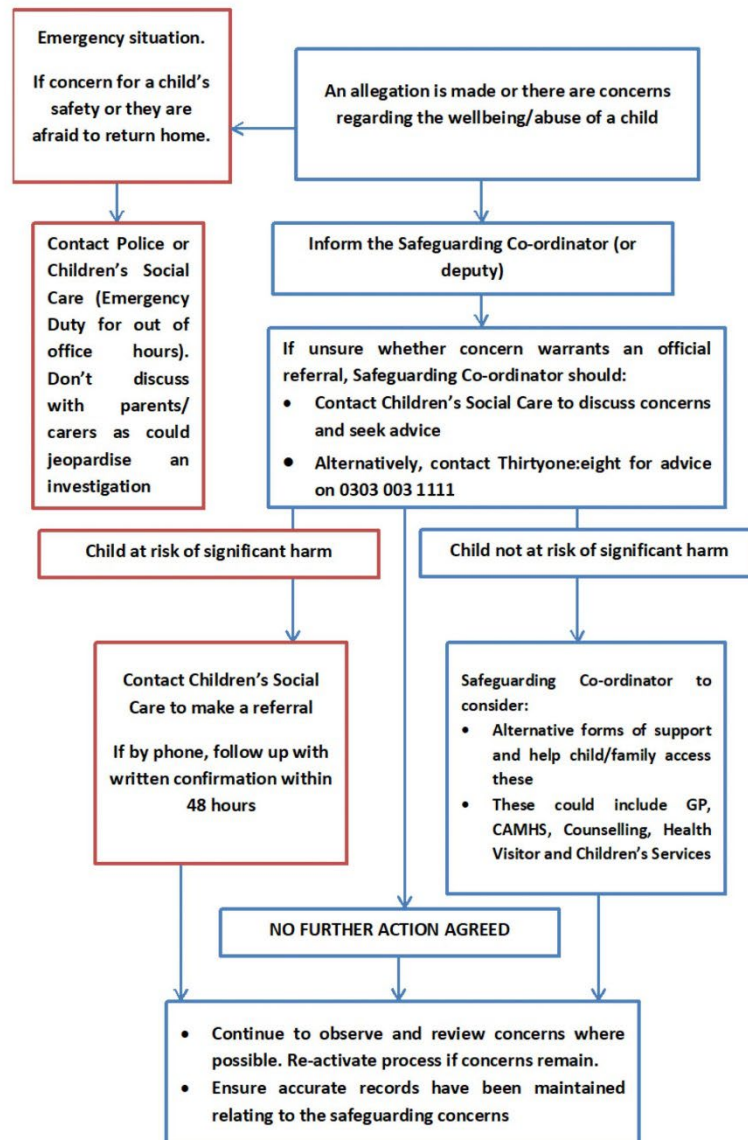 Emergency situation.
If concern for a child's
safety or they are
afraid to return home.
An allegation is made or there are concerns
regarding the wellbeing/abuse of a child
Contact Police or
Children's Social
Care (Emergency
Duty for out of
office hours).
Don't discuss
with parents/
carers as could
jeopardise an
investigation
Inform the Safeguarding Co-ordinator (or
deputy)
If unsure whether concern warrants an official
referral, Safeguarding Co-ordinator should:
• Contact Children's Social Care to discuss concerns
and seek advice
• Alternatively, contact Thirtyone:eight for advice
on 0303 003 1111
Child at risk of significant harm
Child not at risk of significant harm
Contact Children's Social
Care to make a referral
If by phone, follow up with
written confirmation within
48 hours
Safeguarding Co-ordinator to
consider:
• Alternative forms of support
and help child/family access
these
• These could include GP,
CAMHS, Counselling, Health
Visitor and Children's Services
NO FURTHER ACTION AGREED
• Continue to observe and review concerns where
possible. Re-activate process if concerns remain.
• Ensure accurate records have been maintained
relating to the safeguarding concerns